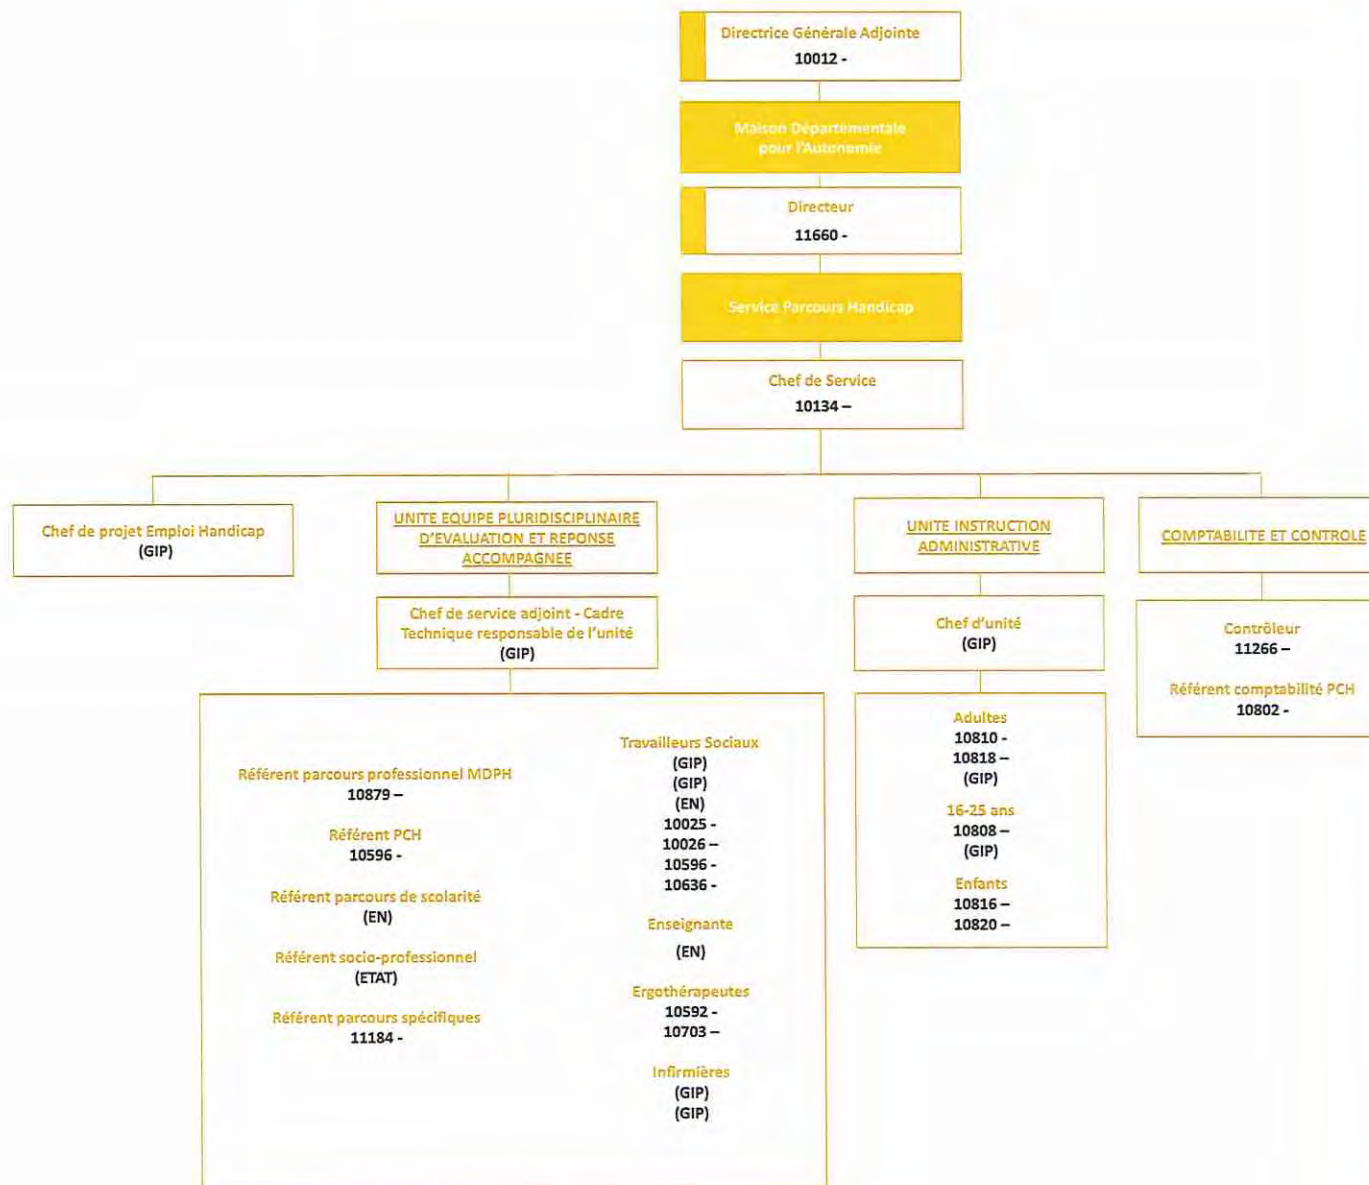 Directrice Générale Adjointe
10012 -
Maison Départementale
pour l'Autonomie
Directeur
11660 -
Service Parcours Handicap
Chef de Service
10134 –
Chef de projet Emploi Handicap
(GIP)
UNITE EQUIPE PLURIDISCIPLINAIRE
D'EVALUATION ET REPONSE
ACCOMPAGNEE
Chef de service adjoint - Cadre
Technique responsable de l'unité
(GIP)
Référent parcours professionnel MDPH
10879 –
Référent PCH
10596 -
Référent parcours de scolarité
(EN)
Référent socio-professionnel
(ETAT)
Référent parcours spécifiques
11184 -
Travailleurs Sociaux
(GIP)
(GIP)
(EN)
10025 -
10026 –
10596 -
10636 -
Enseignante
(EN)
Ergothérapeutes
10592 -
10703 –
Infirmières
(GIP)
(GIP)
UNITE INSTRUCTION
ADMINISTRATIVE
Chef d'unité
(GIP)
Adultes
10810 -
10818 –
(GIP)
16-25 ans
10808 –
(GIP)
Enfants
10816 –
10820 –
COMPTABILITE ET CONTROLE
Contrôleur
11266 –
Référent comptabilité PCH
10802 -